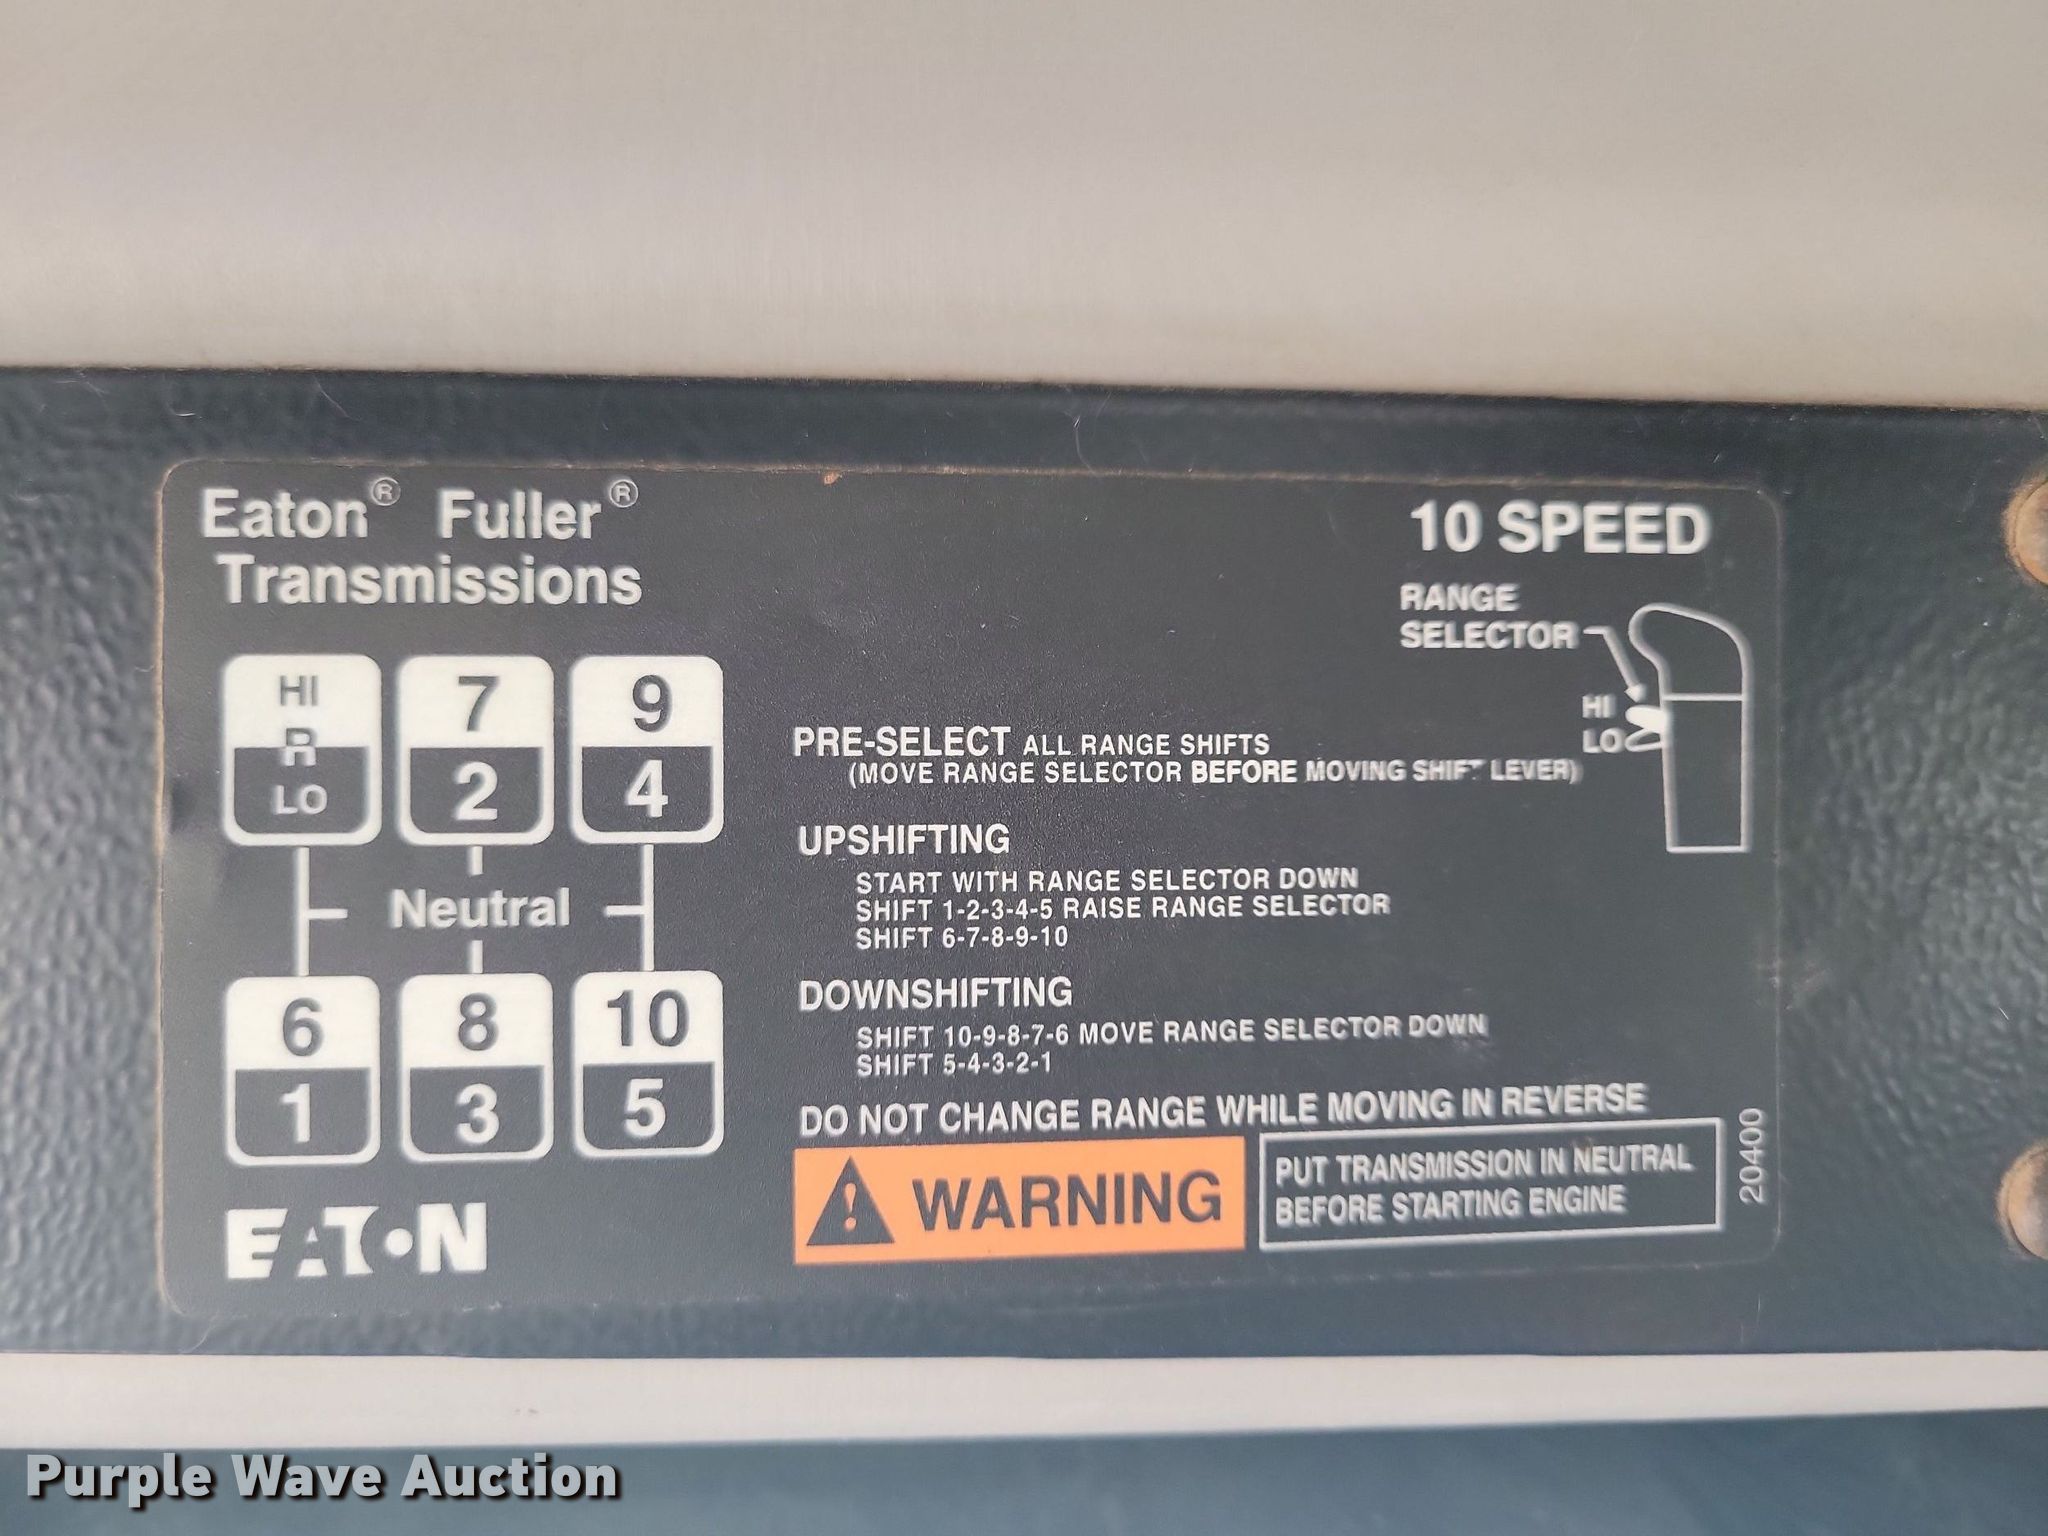 Eaton® Fuller®
Transmissions
10 SPEED
RANGE
SELECTOR
HI
LO
HI
R
LO
7
2
9
4
Neutral
6
1
8
3
10
5
EATON
PRE-SELECT ALL RANGE SHIFTS
(MOVE RANGE SELECTOR BEFORE MOVING SHIFT LEVER)
UPSHIFTING
START WITH RANGE SELECTOR DOWN
SHIFT 1-2-3-4-5 RAISE RANGE SELECTOR
SHIFT 6-7-8-9-10
DOWNSHIFTING
SHIFT 10-9-8-7-6 MOVE RANGE SELECTOR DOWN
SHIFT 5-4-3-2-1
DO NOT CHANGE RANGE WHILE MOVING IN REVERSE
! WARNING
PUT TRANSMISSION IN NEUTRAL
BEFORE STARTING ENGINE
20400
Purple Wave Auction